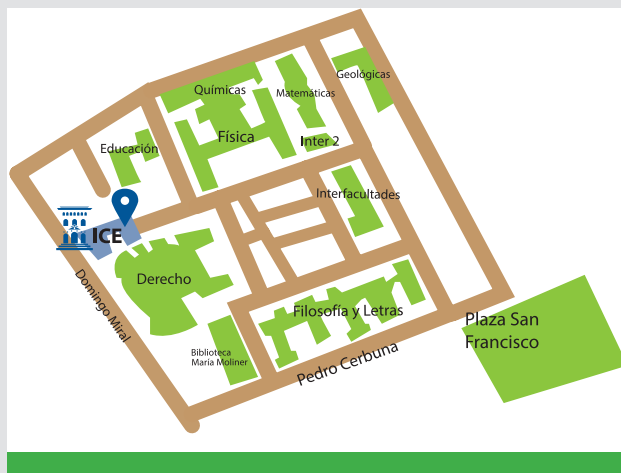 Geológicas
Químicas
Matemáticas
Física
Inter 2
Educación
Interfacultades
ICE
Derecho
Domingo Miral
Filosofía y Letras
Plaza San
Francisco
Biblioteca
María Moliner
Pedro Cerbuna